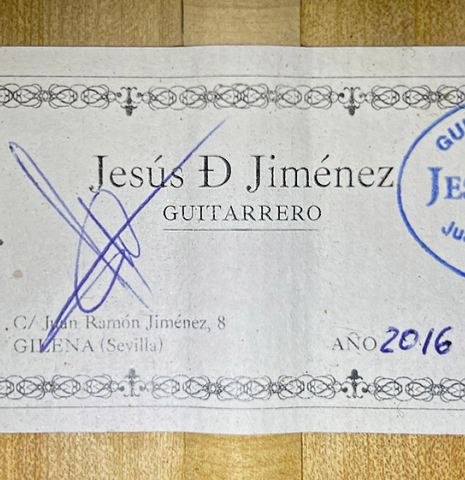 Jesús Đ Jiménez
GUITARRERO
C/ Juan Ramón Jiménez, 8
GILENA (Sevilla)
AÑO 2016